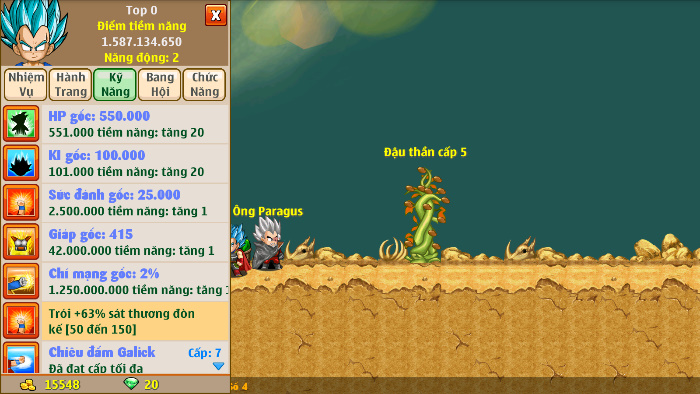 Top 0
Điểm tiềm năng
1.587.134.650
Năng động: 2
X
Nhiệm Vụ
Hành Trang
Kỹ Năng
Bang Hội
Chức Năng
HP gốc: 550.000
551.000 tiềm năng: tăng 20
KI gốc: 100.000
101.000 tiềm năng: tăng 20
Sức đánh gốc: 25.000
2.500.000 tiềm năng: tăng 1
Giáp gốc: 415
42.000.000 tiềm năng: tăng 1
Chí mạng gốc: 2%
1.250.000.000 tiềm năng: tăng 1
Trói +63% sát thương đòn
kế [50 đến 150]
Chiêu đấm Galick Cấp: 7
Đã đạt cấp tối đa
15548 20
Đậu thần cấp 5
Ông Paragus
số 4